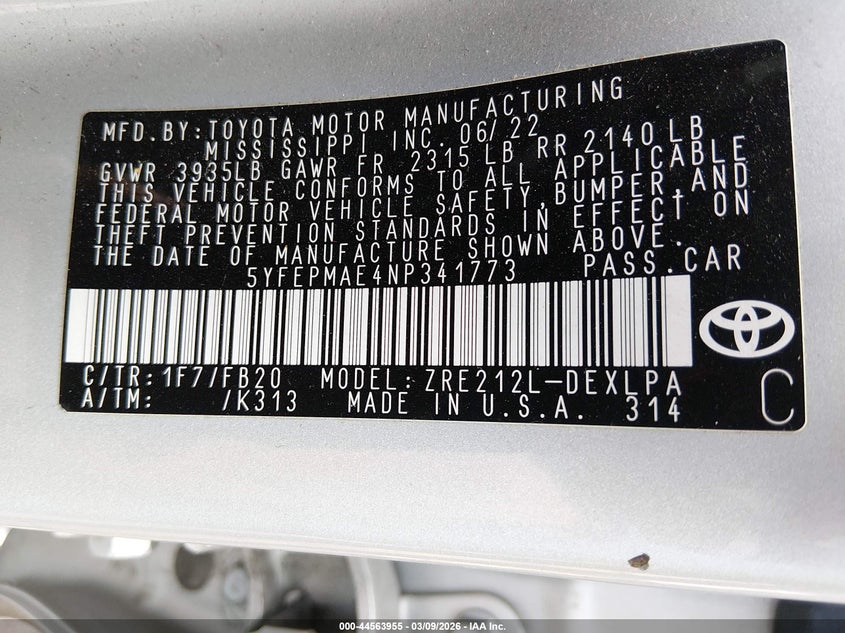 MFD. BY: TOYOTA MOTOR MANUFACTURING
MISSISSIPPI INC. 06/22
GVWR 3935LB GAWR FR 2315 LB RR 2140 LB
THIS VEHICLE CONFORMS TO ALL APPLICABLE
FEDERAL MOTOR VEHICLE SAFETY, BUMPER, AND
THEFT PREVENTION STANDARDS IN EFFECT ON
THE DATE OF MANUFACTURE SHOWN ABOVE.
5YFEPMAE4NP341773 PASS. CAR
C/TR: 1F7/FB20 MODEL: ZRE212L-DEXLPA
A/TM: /K313 MADE IN U.S.A. 314 C
000-44563955 - 03/09/2026 - IAA Inc.